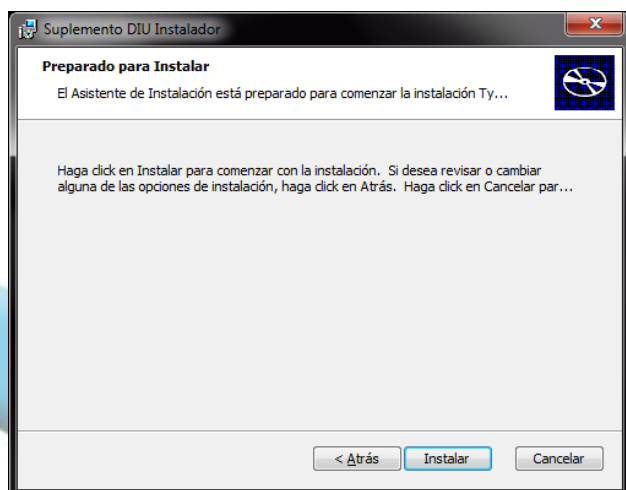 Suplemento DIU Instalador
Preparado para Instalar
El Asistente de Instalación está preparado para comenzar la instalación Ty...
Haga click en Instalar para comenzar con la instalación. Si desea revisar o cambiar
alguna de las opciones de instalación, haga click en Atrás. Haga click en Cancelar par...
< Atrás Instalar Cancelar